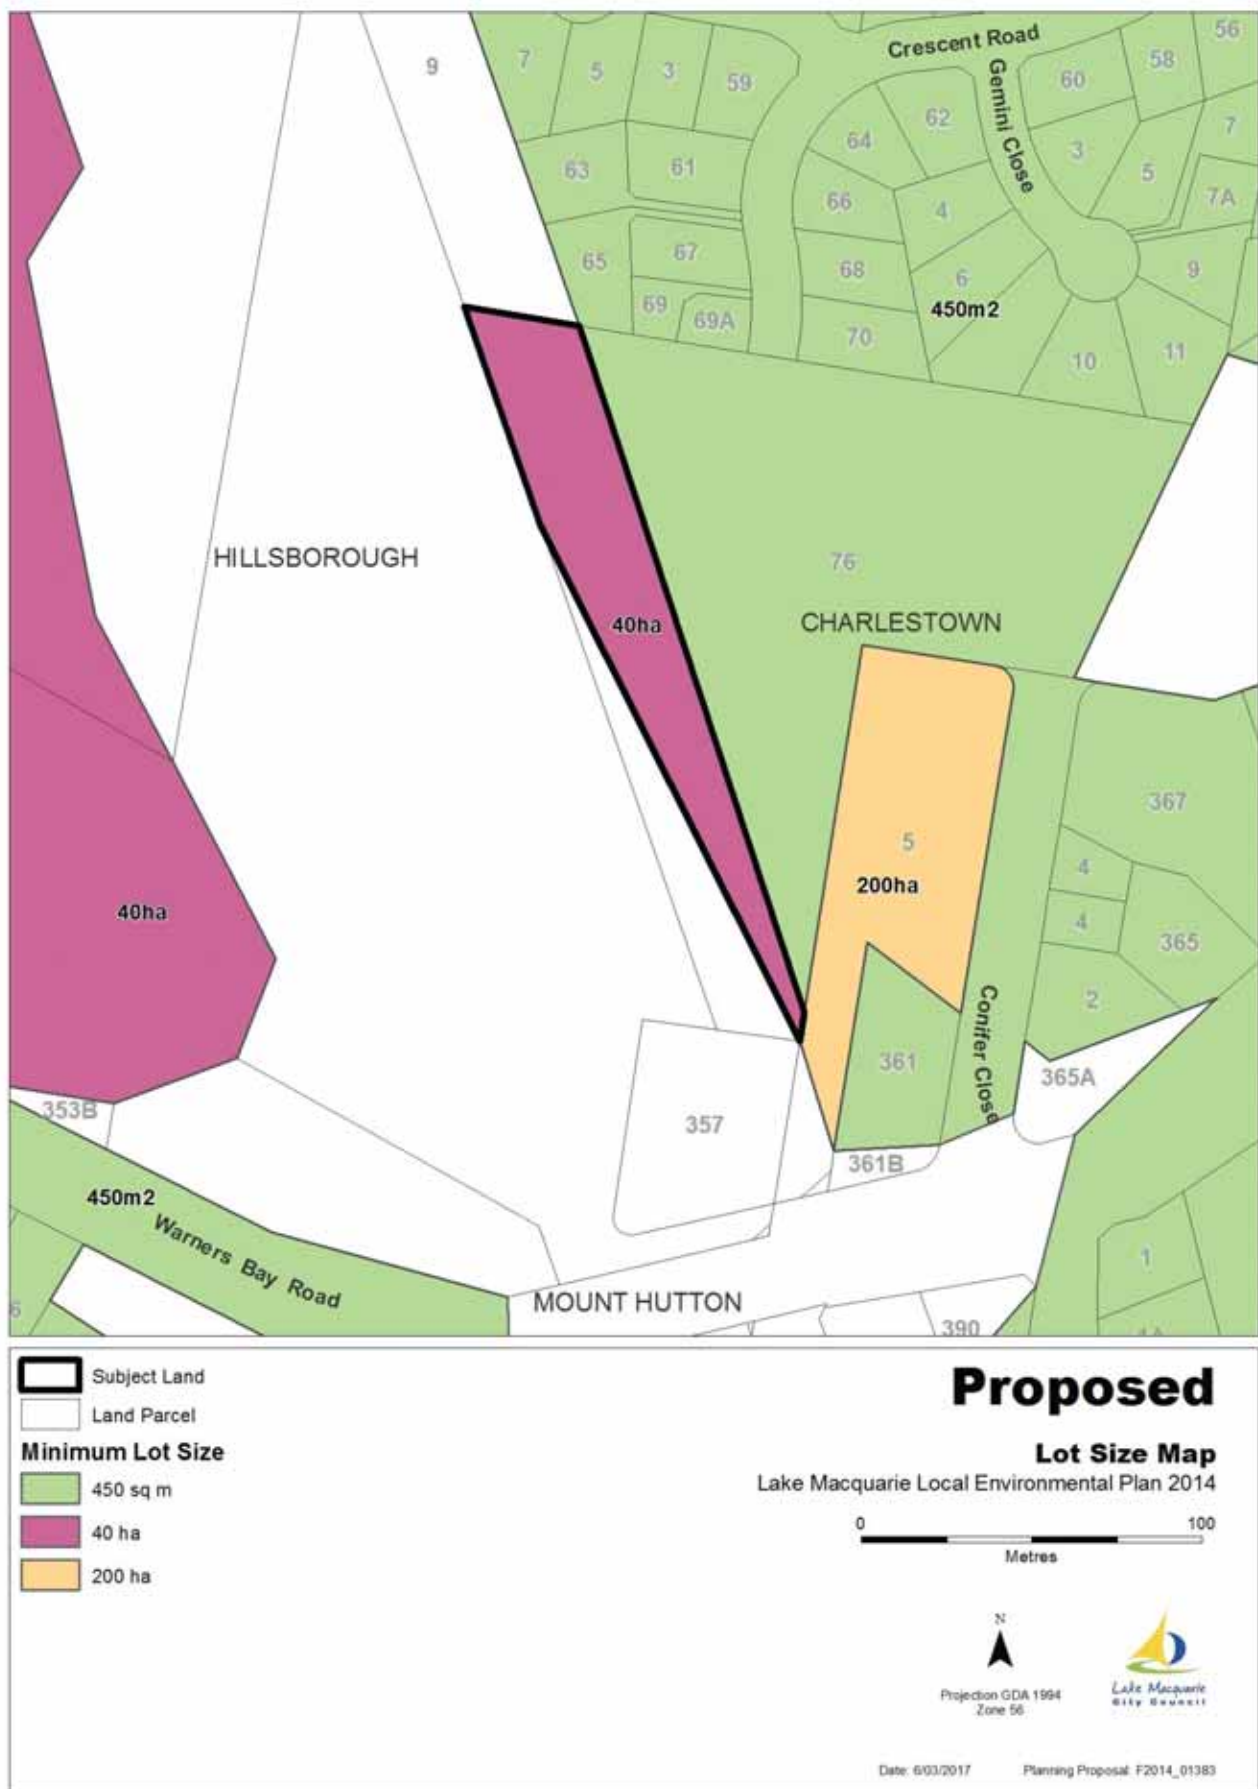 Crescent Road
56
58
9
7
5
3
59
60
Gemini Close
62
64
7
3
5
63
61
7A
66
4
67
65
68
6
9
69
69A
450m2
70
10
11
HILLSBOROUGH
76
40ha
CHARLESTOWN
367
5
4
200ha
40ha
4
365
2
Conifer Close
361
365A
353B
357
361B
450m2
Warners Bay Road
1
6
MOUNT HUTTON
390
Subject Land
Land Parcel
Minimum Lot Size
450 sq m
40 ha
200 ha
Proposed
Lot Size Map
Lake Macquarie Local Environmental Plan 2014
0 100
Metres
N
Projection GDA 1994
Zone 56
Lake Macquarie
City Council
Date: 6/03/2017 Planning Proposal: F2014_01383